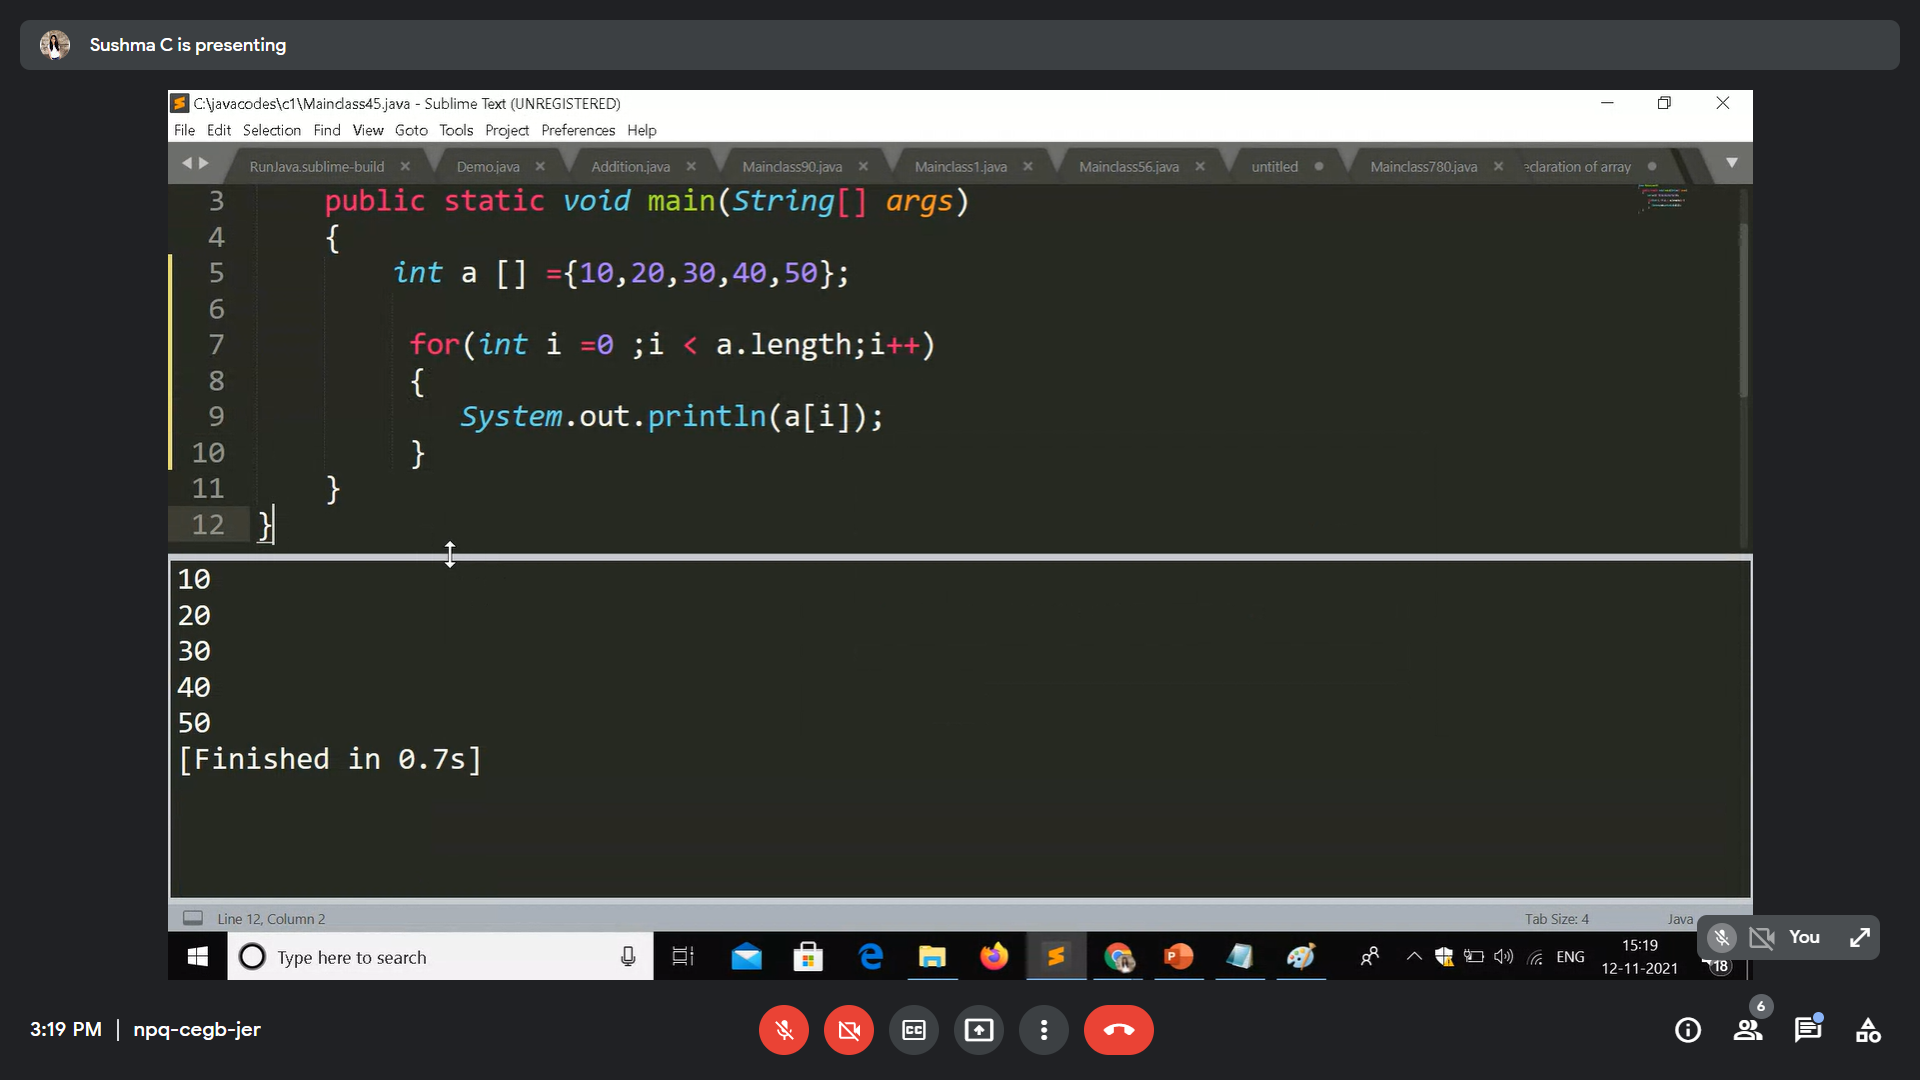 Sushma C is presenting
C:\javacodes\c1\Mainclass45.java - Sublime Text (UNREGISTERED)
File Edit Selection Find View Goto Tools Project Preferences Help
RunJava.sublime-build Demo.java Addition.java Mainclass90.java Mainclass1.java Mainclass56.java untitled Mainclass780.java eclaration of array
3 public static void main(String[] args)
4 {
5 int a [] ={10,20,30,40,50};
6
7 for(int i =0 ;i < a.length;i++)
8 {
9 System.out.println(a[i]);
10 }
11 }
12 }
10
20
30
40
50
[Finished in 0.7s]
Line 12, Column 2 Tab Size: 4 Java
You
Type here to search ENG 15:19
12-11-2021 18
3:19 PM | npq-cegb-jer CC 6